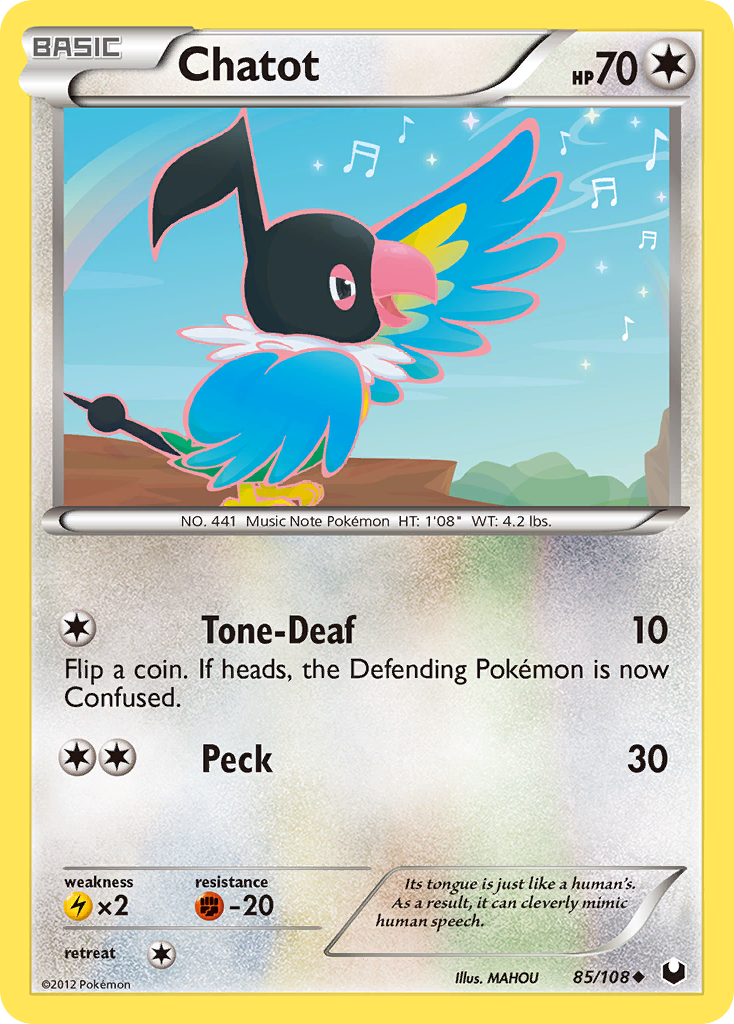 BASIC
Chatot
HP70
NO. 441 Music Note Pokémon HT: 1'08" WT: 4.2 lbs.
Tone-Deaf 10
Flip a coin. If heads, the Defending Pokémon is now
Confused.
Peck 30
weakness
×2
resistance
-20
retreat
Its tongue is just like a human's.
As a result, it can cleverly mimic
human speech.
©2012 Pokémon
Illus. MAHOU
85/108